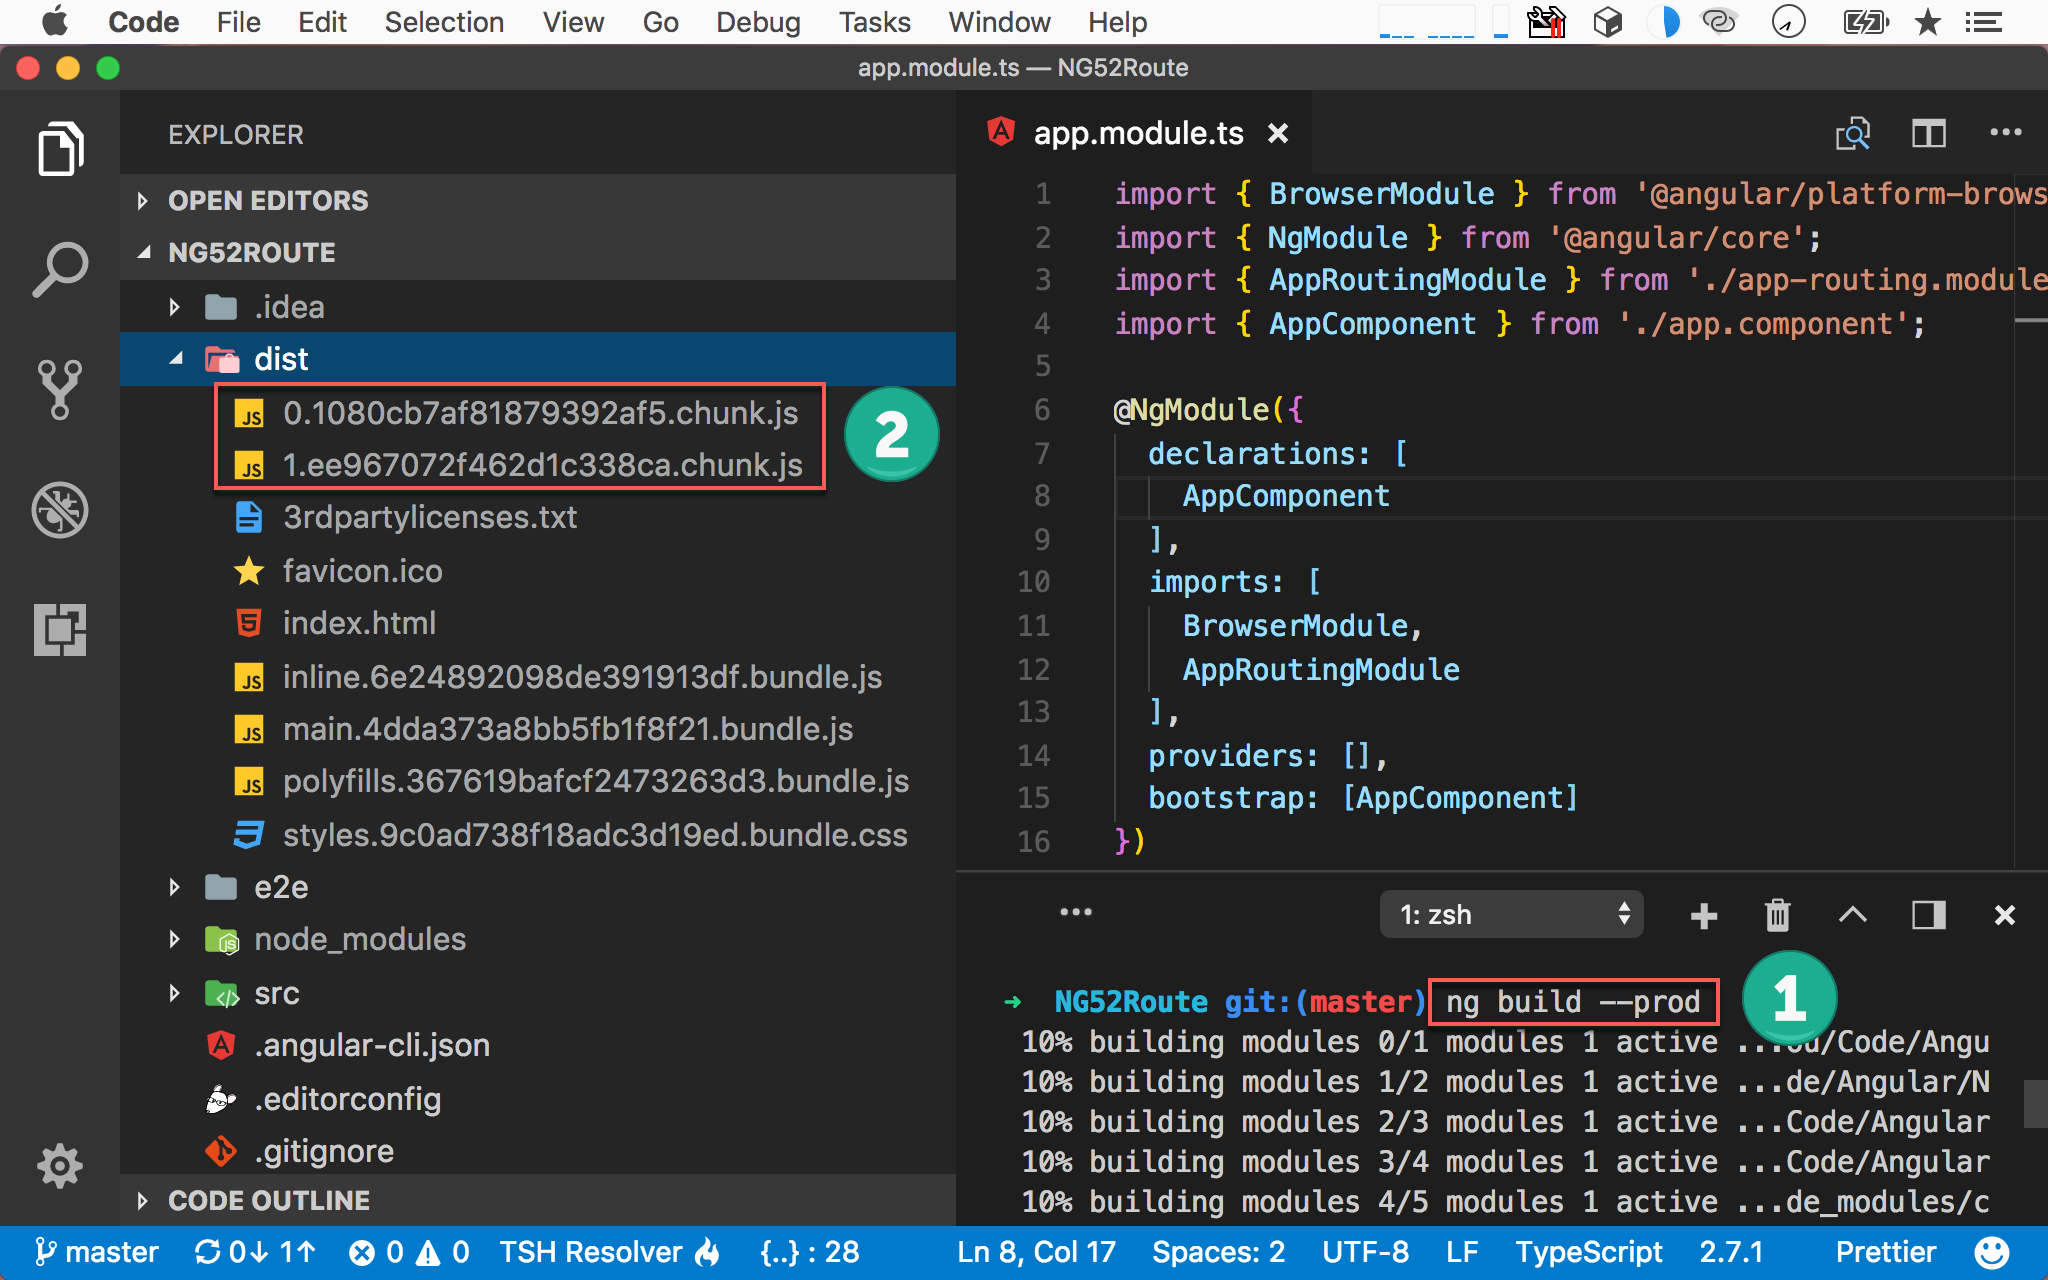 Code File Edit Selection View Go Debug Tasks Window Help
app.module.ts — NG52Route
EXPLORER
OPEN EDITORS
NG52ROUTE
.idea
dist
0.1080cb7af81879392af5.chunk.js
1.ee967072f462d1c338ca.chunk.js
2
3rdpartylicenses.txt
favicon.ico
index.html
inline.6e24892098de391913df.bundle.js
main.4dda373a8bb5fb1f8f21.bundle.js
polyfills.367619bafcf2473263d3.bundle.js
styles.9c0ad738f18adc3d19ed.bundle.css
e2e
node_modules
src
.angular-cli.json
.editorconfig
.gitignore
CODE OUTLINE
app.module.ts
1 import { BrowserModule } from '@angular/platform-brows
2 import { NgModule } from '@angular/core';
3 import { AppRoutingModule } from './app-routing.module
4 import { AppComponent } from './app.component';
5
6 @NgModule({
7 declarations: [
8 AppComponent
9 ],
10 imports: [
11 BrowserModule,
12 AppRoutingModule
13 ],
14 providers: [],
15 bootstrap: [AppComponent]
16 })
1: zsh
→ NG52Route git:(master) ng build --prod
1
10% building modules 0/1 modules 1 active ...ou/Code/Angu
10% building modules 1/2 modules 1 active ...de/Angular/N
10% building modules 2/3 modules 1 active ...Code/Angular
10% building modules 3/4 modules 1 active ...Code/Angular
10% building modules 4/5 modules 1 active ...de_modules/c
master 0↓ 1↑ 0 0 TSH Resolver {..} : 28 Ln 8, Col 17 Spaces: 2 UTF-8 LF TypeScript 2.7.1 Prettier